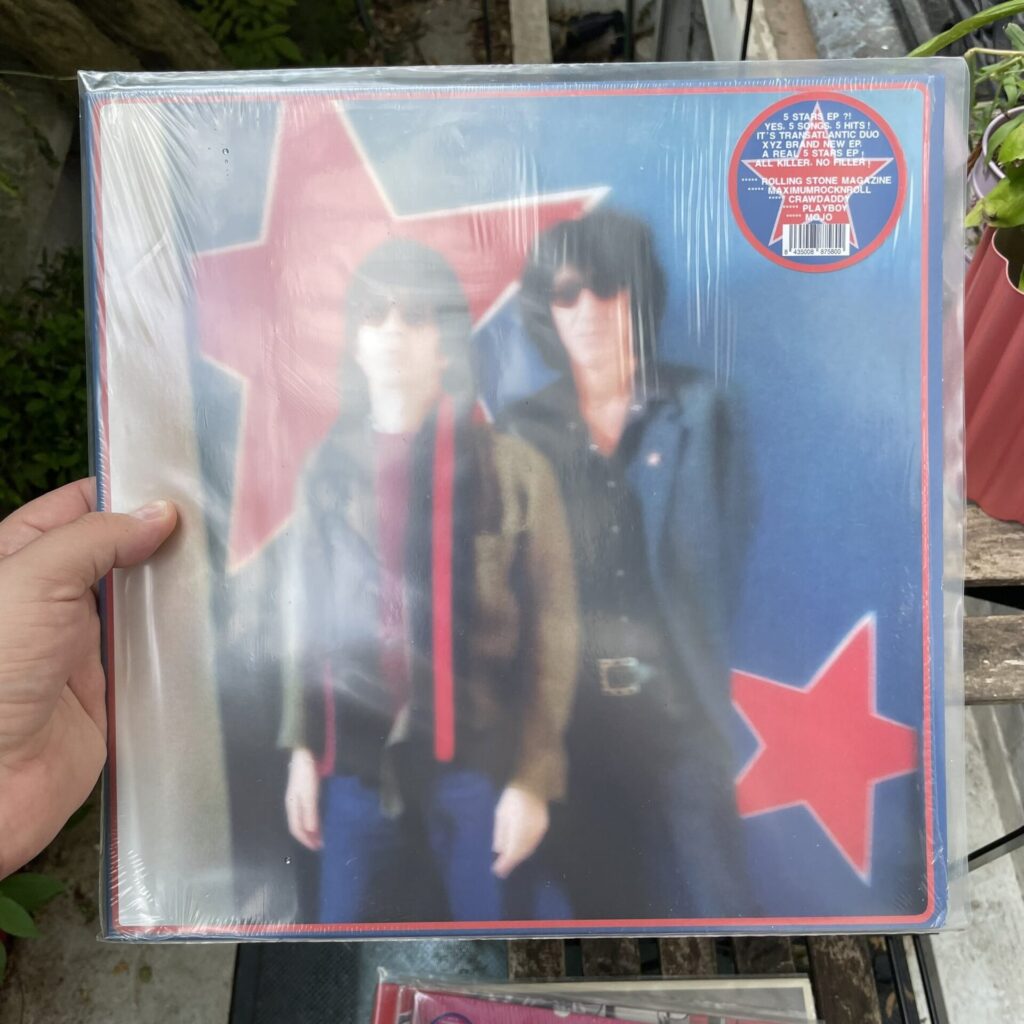 5 STARS EP ?!
YES, 5 SONGS, 5 HITS !
IT'S TRANSATLANTIC DUO
XYZ BRAND NEW EP.
A REAL 5 STARS EP !
ALL KILLER, NO FILLER !
***** ROLLING STONE MAGAZINE
***** MAXIMUMROCKNROLL
***** CRAWDADDY
***** PLAYBOY
***** MOJO
8 435008 875800